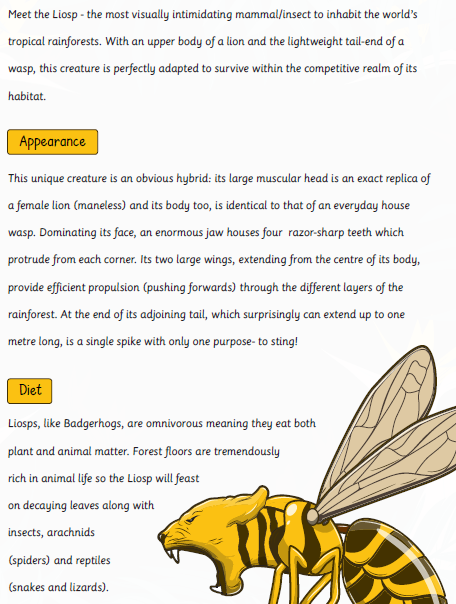 Meet the Liosp - the most visually intimidating mammal/insect to inhabit the world's
tropical rainforests. With an upper body of a lion and the lightweight tail-end of a
wasp, this creature is perfectly adapted to survive within the competitive realm of its
habitat.
Appearance
This unique creature is an obvious hybrid: its large muscular head is an exact replica of
a female lion (maneless) and its body too, is identical to that of an everyday house
wasp. Dominating its face, an enormous jaw houses four razor-sharp teeth which
protrude from each corner. Its two large wings, extending from the centre of its body,
provide efficient propulsion (pushing forwards) through the different layers of the
rainforest. At the end of its adjoining tail, which surprisingly can extend up to one
metre long, is a single spike with only one purpose- to sting!
Diet
Liosps, like Badgerhogs, are omnivorous meaning they eat both
plant and animal matter. Forest floors are tremendously
rich in animal life so the Liosp will feast
on decaying leaves along with
insects, arachnids
(spiders) and reptiles
(snakes and lizards).